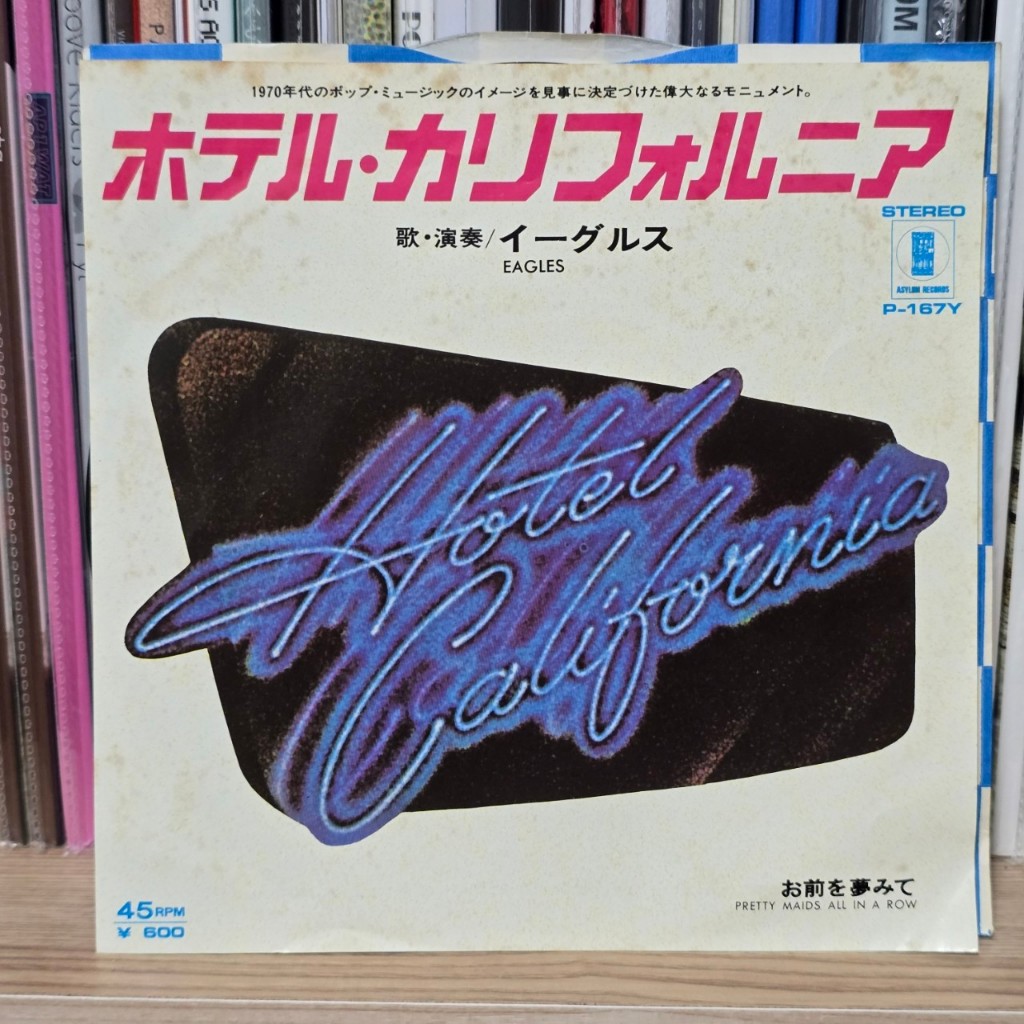 1970年代のポップ・ミュージックのイメージを見事に決定づけた偉大なるモニュメント。
ホテル・カリフォルニア
歌・演奏/イーグルス
EAGLES
STEREO
ASYLUM RECORDS
P-167Y
Hotel
California
お前を夢みて
PRETTY MAIDS ALL IN A ROW
45RPM
¥ 600